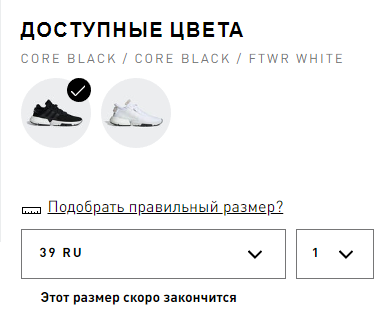 ДОСТУПНЫЕ ЦВЕТА
CORE BLACK / CORE BLACK / FTWR WHITE
Подобрать правильный размер?
39 RU
1
Этот размер скоро закончится